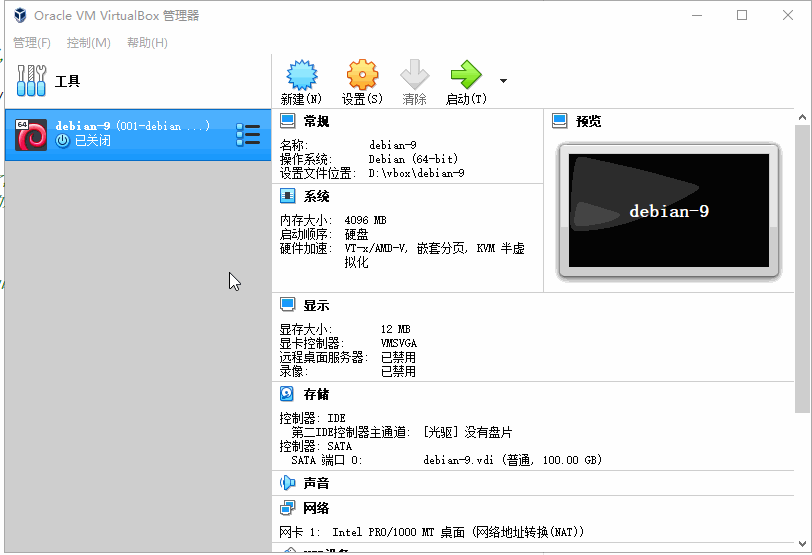 Oracle VM VirtualBox 管理器
管理(F) 控制(M) 帮助(H)
工具
新建(N) 设置(S) 清除 启动(T)
64
debian-9 (001-debian ...)
已关闭
常规
名称: debian-9
操作系统: Debian (64-bit)
设置文件位置: D:\vbox\debian-9
预览
debian-9
系统
内存大小: 4096 MB
启动顺序: 硬盘
硬件加速: VT-x/AMD-V, 嵌套分页, KVM 半虚
拟化
显示
显存大小: 12 MB
显卡控制器: VMSVGA
远程桌面服务器: 已禁用
录像: 已禁用
存储
控制器: IDE
第二IDE控制器主通道: [光驱] 没有盘片
控制器: SATA
SATA 端口 0: debian-9.vdi (普通, 100.00 GB)
声音
网络
网卡 1: Intel PRO/1000 MT 桌面 (网络地址转换(NAT))